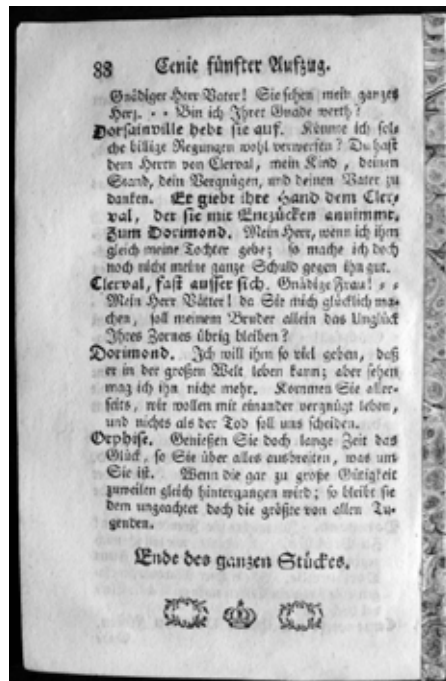 88 Cenie fünfter Aufzug.
Gnädiger Herr Vater! Sie sehen mein ganzes
Herz. - - Bin ich Ihrer Gnade werth?
Dorsainville hebt sie auf. Könnte ich sol-
che billige Regungen wohl verwerfen? Du hast
dem Herrn von Clerval, mein Kind, deinen
Stand, dein Vergnügen, und deinen Vater zu
danken. Er giebt ihre Hand dem Cler-
val, der sie mit Entzücken annimmt.
Zum Dorimond. Mein Herr, wenn ich ihm
gleich meine Tochter gebe; so mache ich doch
noch nicht meine ganze Schuld gegen ihn gut.
Clerval, fast ausser sich. Gnädige Frau! - -
Mein Herr Vätter! da Sie mich glücklich ma-
chen, soll meinem Bruder allein das Unglück
Ihres Zornes übrig bleiben?
Dorimond. Ich will ihm so viel geben, daß
er in der großen Welt leben kann; aber sehen
mag ich ihn nicht mehr. Kommen Sie aller-
seits, wir wollen mit einander vergnügt leben,
und nichts als der Tod soll uns scheiden.
Orphise. Genießen Sie doch lange Zeit das
Glück, so Sie über alles ausbreiten, was um
Sie ist. Wenn die gar zu große Gütigkeit
zuweilen gleich hintergangen wird; so bleibt sie
dem ungeachtet doch die größte von allen Tu-
genden.
Ende des ganzen Stückes.